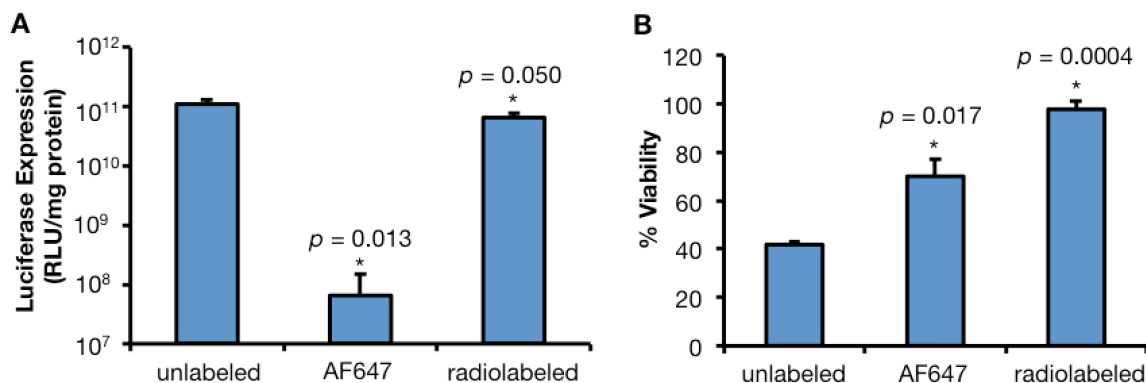 A
Luciferase Expression
(RLU/mg protein)
10¹²
10¹¹
10¹⁰
10⁹
10⁸
10⁷
p = 0.013
*
p = 0.050
*
unlabeled
AF647
radiolabeled
B
% Viability
120
100
80
60
40
20
0
p = 0.017
*
p = 0.0004
*
unlabeled
AF647
radiolabeled